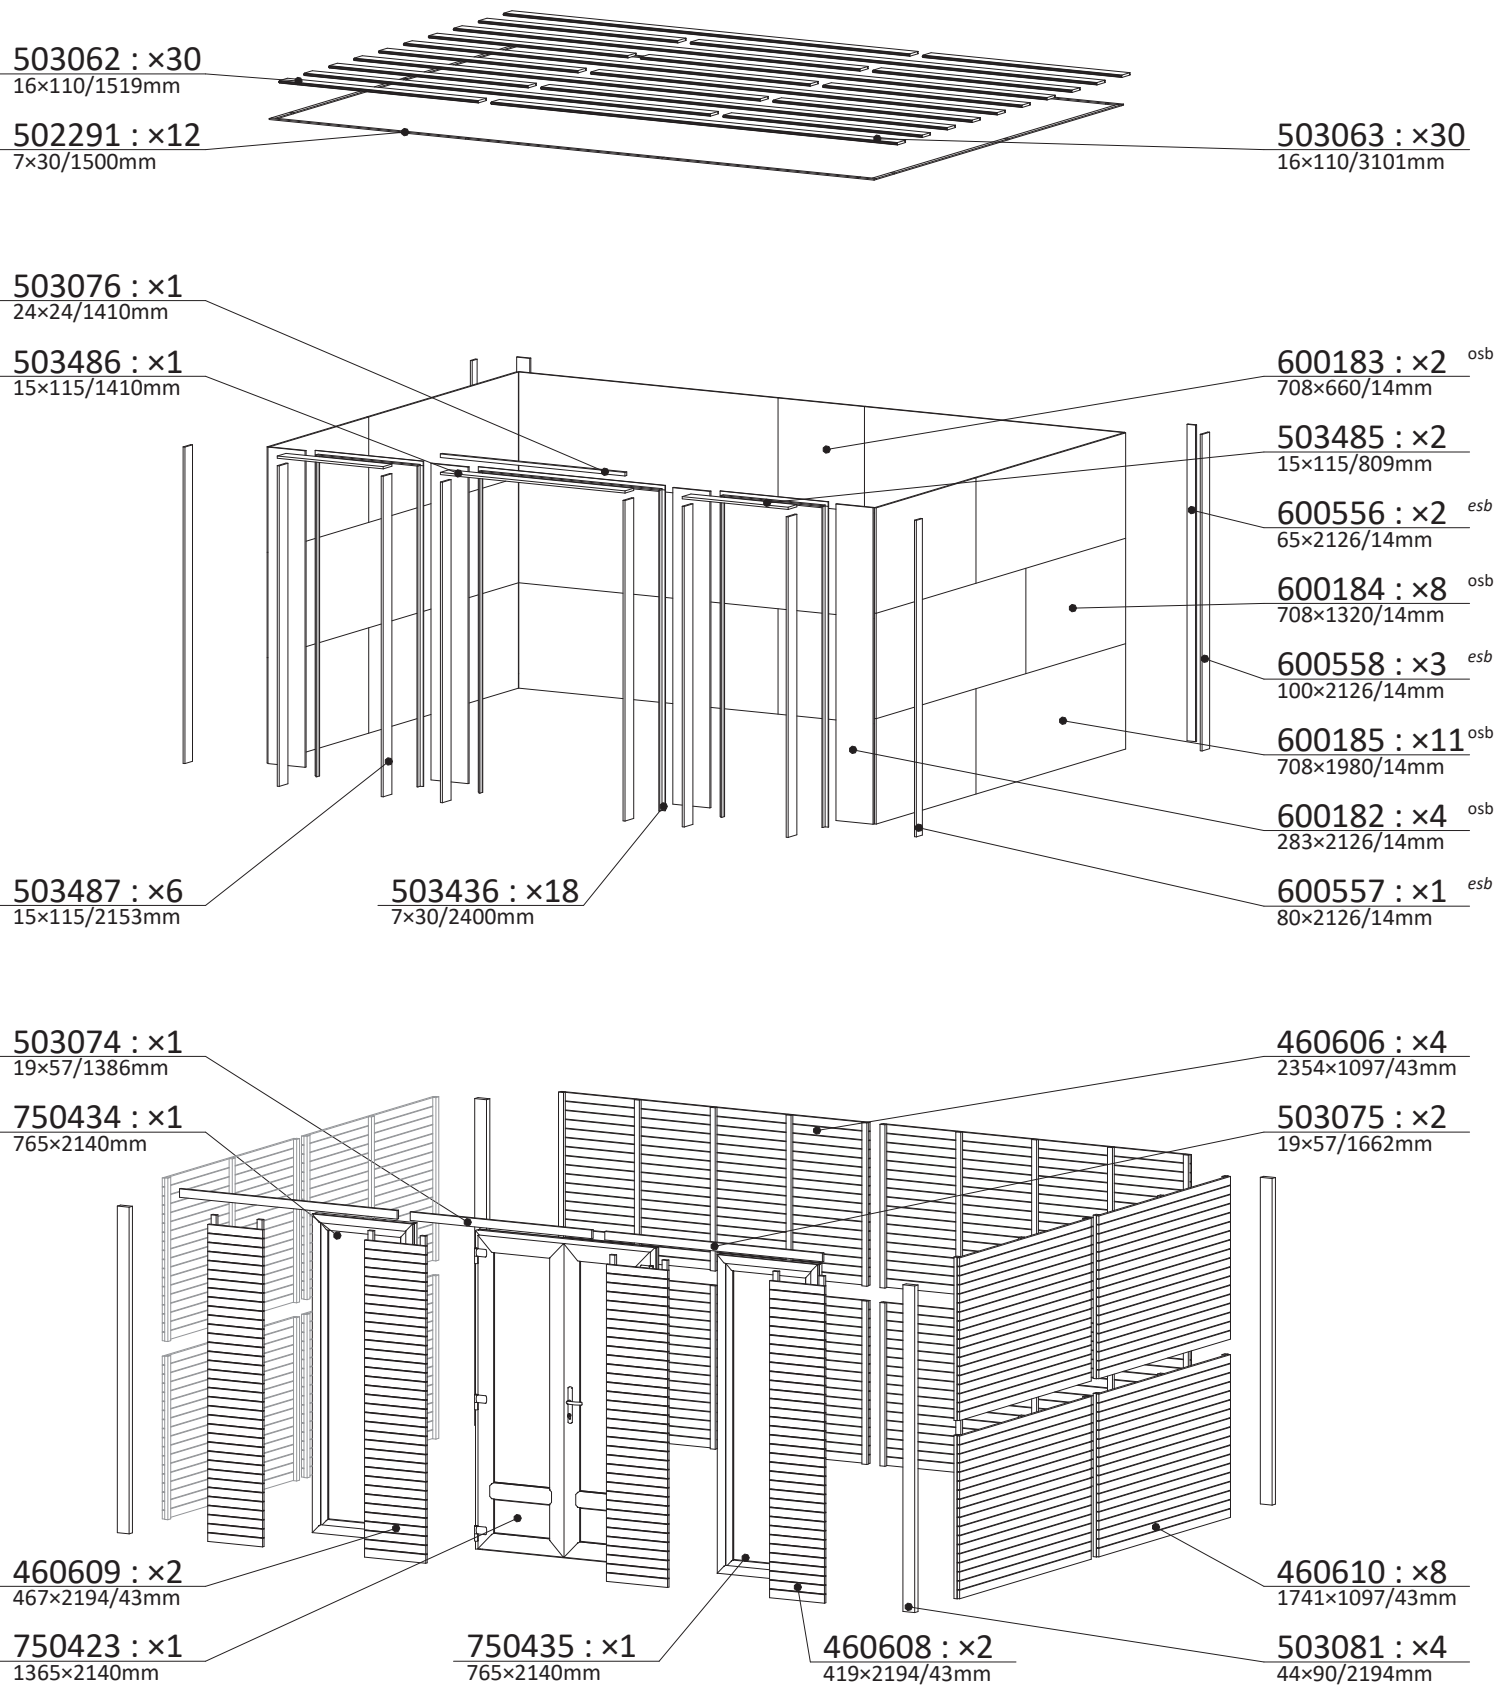 503062 : ×30
16×110/1519mm
502291 : ×12
7×30/1500mm
503063 : ×30
16×110/3101mm
503076 : ×1
24×24/1410mm
503486 : ×1
15×115/1410mm
600183 : ×2 osb
708×660/14mm
503485 : ×2
15×115/809mm
600556 : ×2 esb
65×2126/14mm
600184 : ×8 osb
708×1320/14mm
600558 : ×3 esb
100×2126/14mm
600185 : ×11 osb
708×1980/14mm
600182 : ×4 osb
283×2126/14mm
600557 : ×1 esb
80×2126/14mm
503487 : ×6
15×115/2153mm
503436 : ×18
7×30/2400mm
503074 : ×1
19×57/1386mm
750434 : ×1
765×2140mm
460606 : ×4
2354×1097/43mm
503075 : ×2
19×57/1662mm
460609 : ×2
467×2194/43mm
750423 : ×1
1365×2140mm
750435 : ×1
765×2140mm
460608 : ×2
419×2194/43mm
460610 : ×8
1741×1097/43mm
503081 : ×4
44×90/2194mm